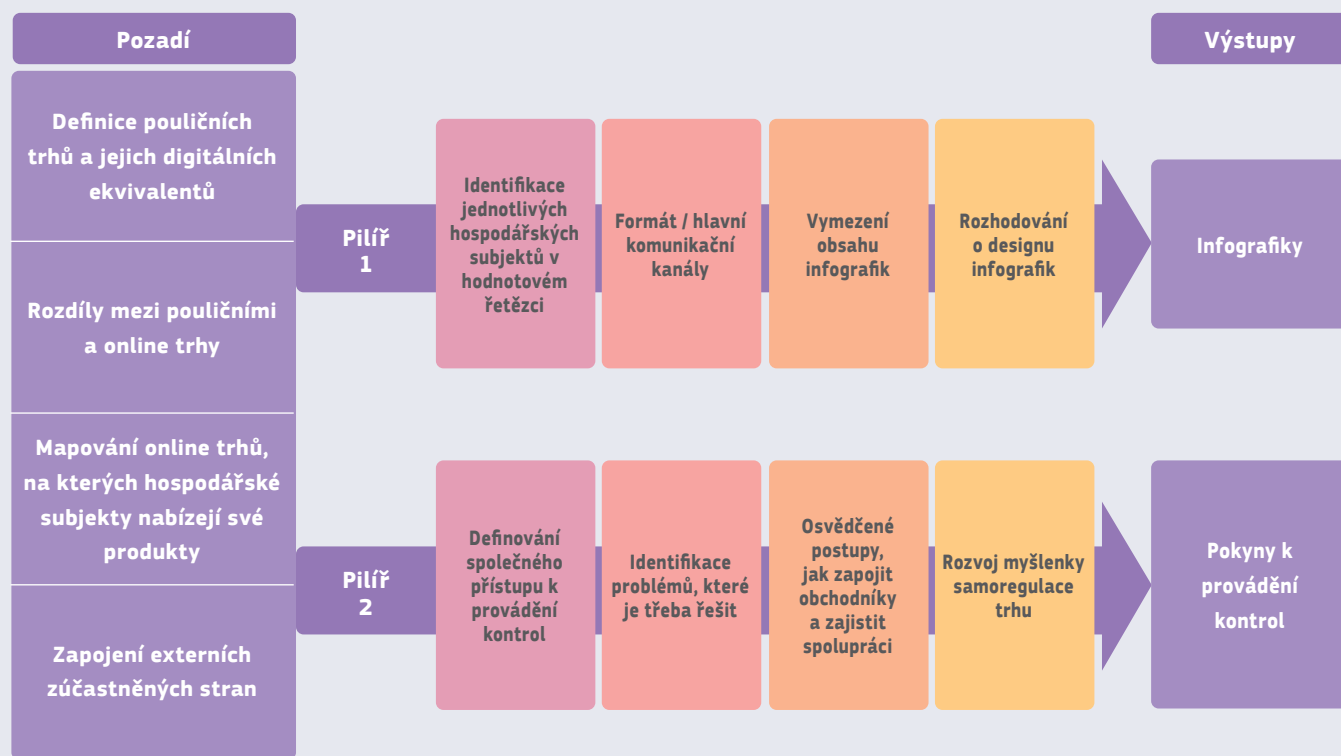 Pozadí
Definice pouličních
trhů a jejich digitálních
ekvivalentů
Rozdíly mezi pouličními
a online trhy
Mapování online trhů,
na kterých hospodářské
subjekty nabízejí své
produkty
Zapojení externích
zúčastněných stran
Pilíř
1
Identifikace
jednotlivých
hospodářských
subjektů v
hodnotovém
řetězci
Formát / hlavní
komunikační
kanály
Vymezení
obsahu
infografik
Rozhodování
o designu
infografik
Pilíř
2
Definování
společného
přístupu k
provádění
kontrol
Identifikace
problémů, které
je třeba řešit
Osvědčené
postupy,
jak zapojit
obchodníky
a zajistit
spolupráci
Rozvoj myšlenky
samoregulace
trhu
Výstupy
Infografiky
Pokyny k
provádění
kontrol